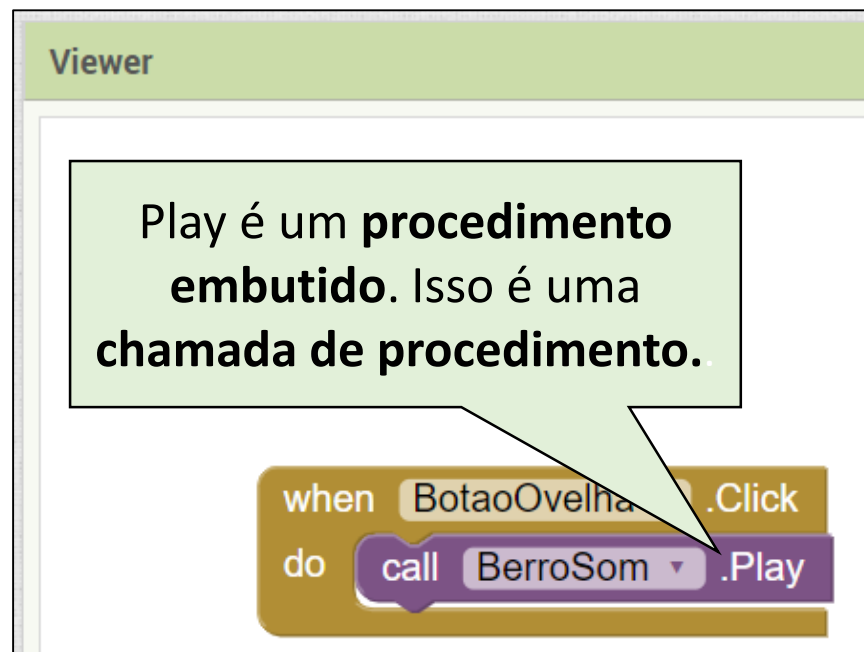 Viewer
Play é um procedimento
embutido. Isso é uma
chamada de procedimento..
when BotaoOvelha .Click
do call BerroSom .Play